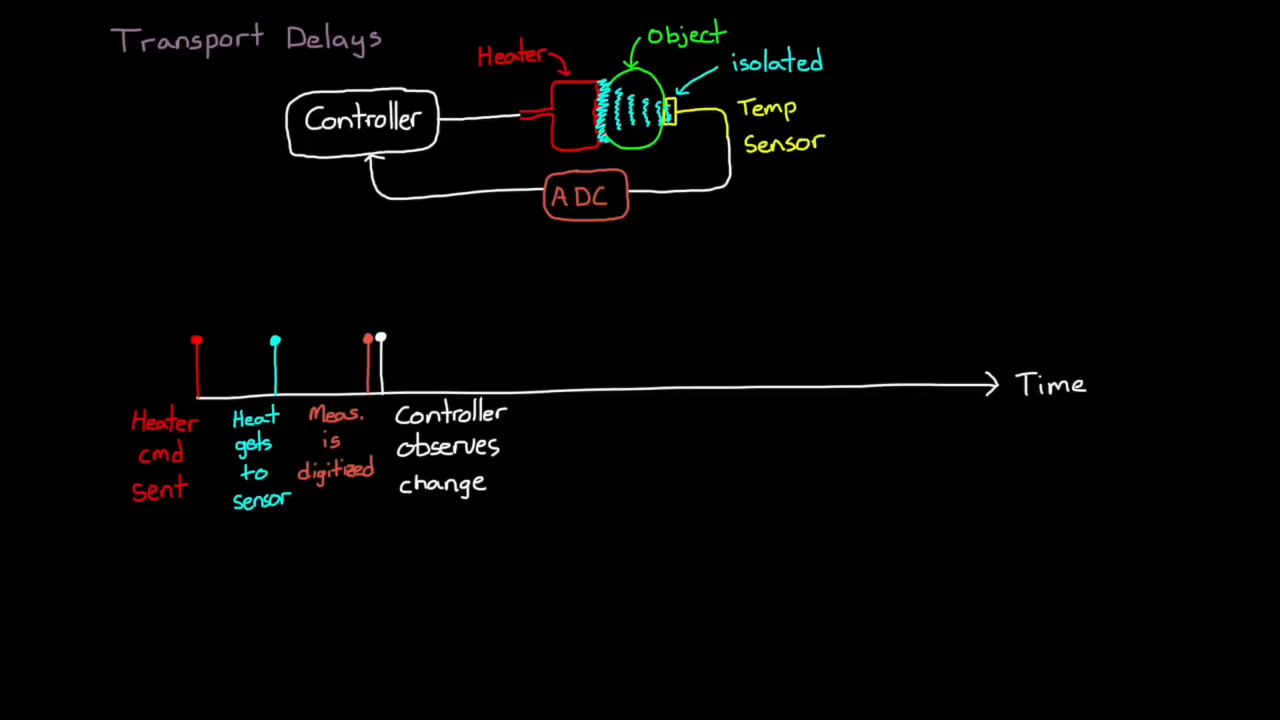 Transport Delays
Heater
Object
isolated
Controller
Temp
Sensor
ADC
Time
Heater
cmd
sent
Heat
gets
to
sensor
Meas.
is
digitized
Controller
observes
change